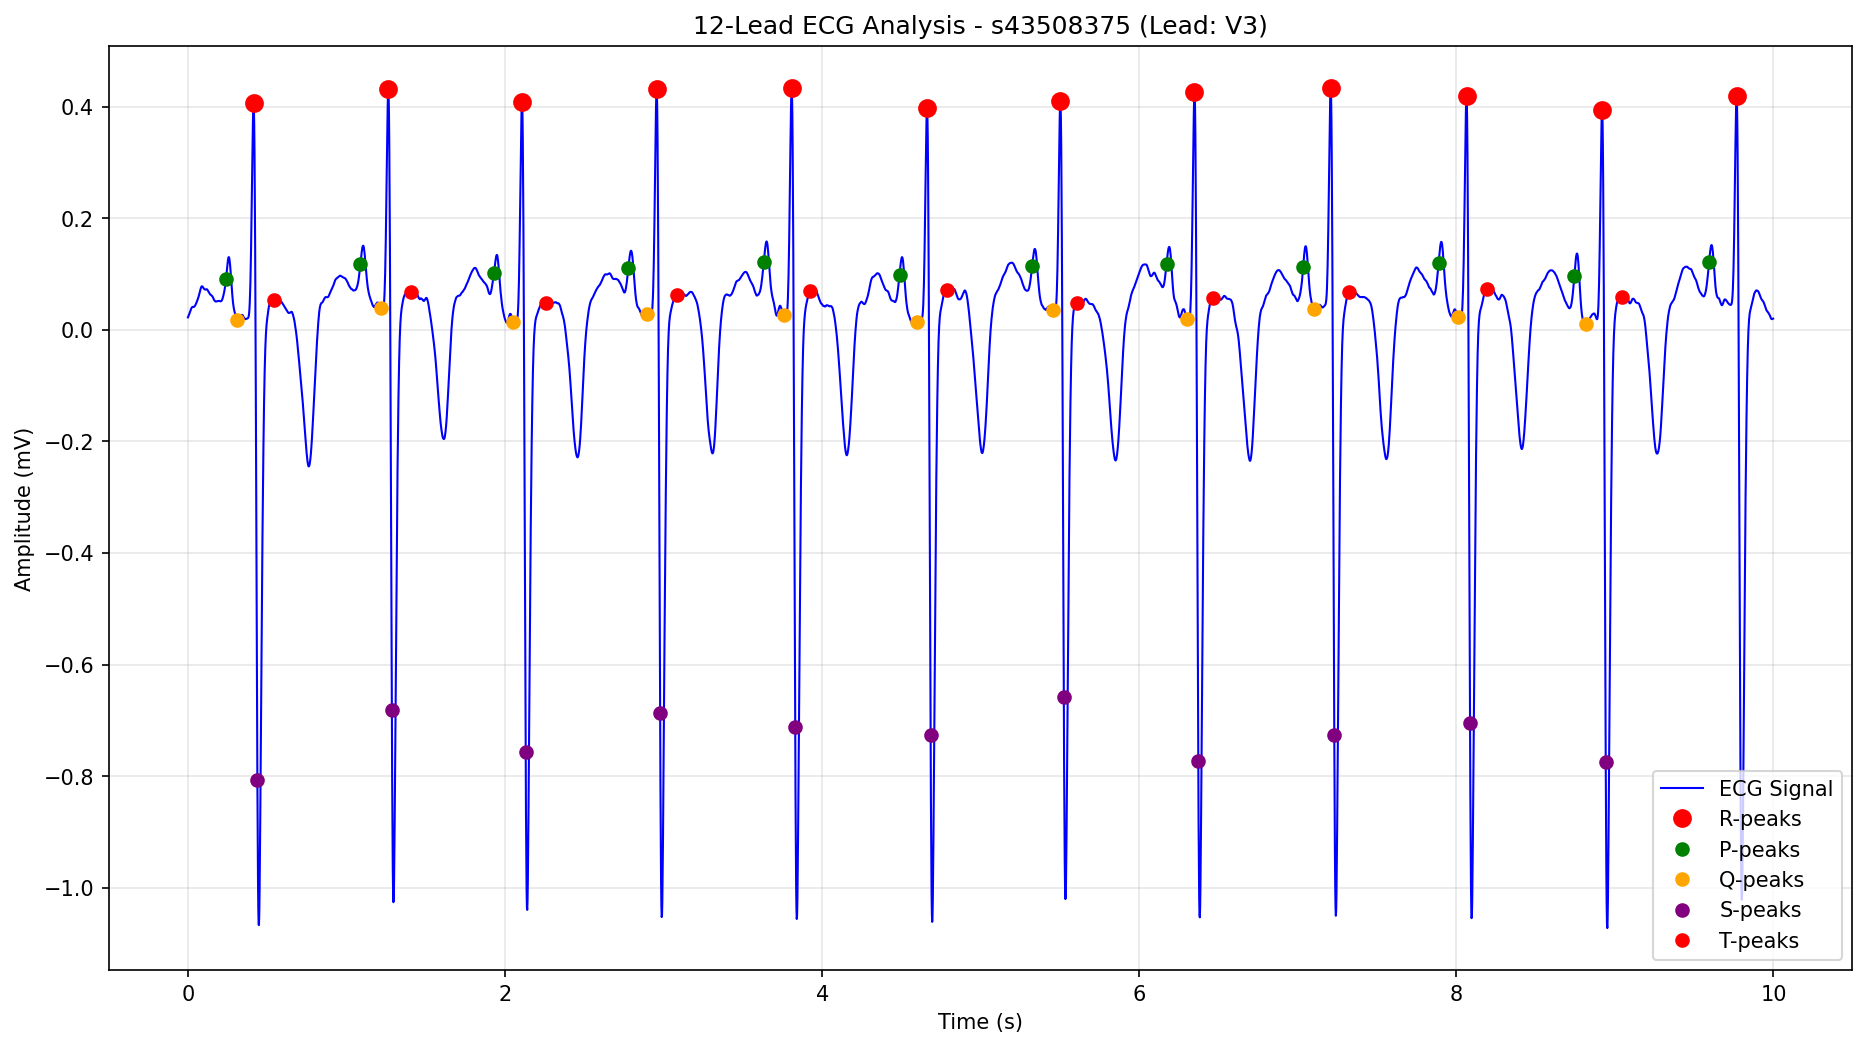 12-Lead ECG Analysis - s43508375 (Lead: V3)
Amplitude (mV)
0.4
0.2
0.0
−0.2
−0.4
−0.6
−0.8
−1.0
0 2 4 6 8 10
Time (s)
ECG Signal
R-peaks
P-peaks
Q-peaks
S-peaks
T-peaks